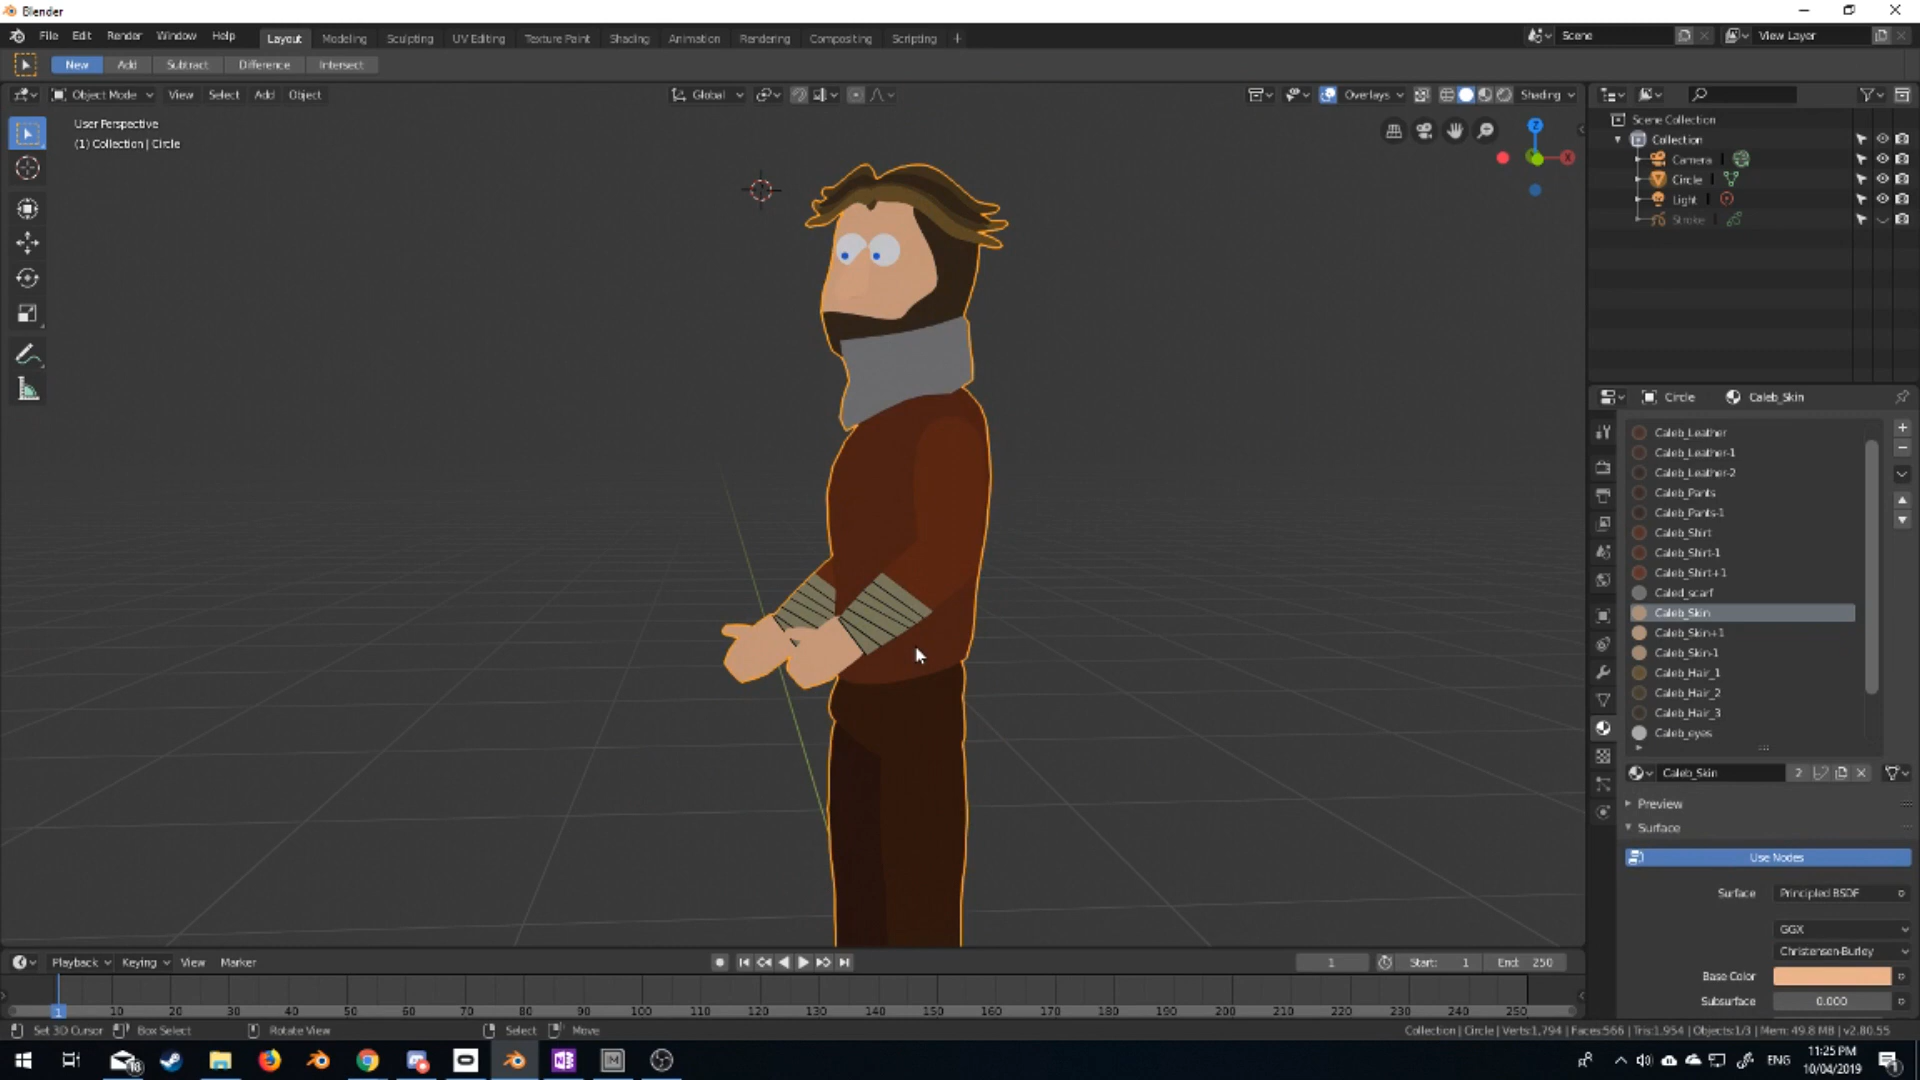 Blender
File Edit Render Window Help Layout Modeling Sculpting UV Editing Texture Paint Shading Animation Rendering Compositing Scripting + Scene View Layer
New Add Subtract Difference Intersect
Object Mode View Select Add Object Global Overlays Shading
User Perspective
(1) Collection | Circle
Z
X
Scene Collection
Collection
Camera
Circle
Light
Stroke
Circle Caleb_Skin
Caleb_Leather
Caleb_Leather-1
Caleb_Leather-2
Caleb_Pants
Caleb_Pants-1
Caleb_Shirt
Caleb_Shirt-1
Caleb_Shirt+1
Caled_scarf
Caleb_Skin
Caleb_Skin+1
Caleb_Skin-1
Caleb_Hair_1
Caleb_Hair_2
Caleb_Hair_3
Caleb_eyes
Caleb_Skin 2
Preview
Surface
Use Nodes
Surface Principled BSDF
GGX
Christensen-Burley
Base Color
Subsurface 0.000
Playback Keying View Marker 1 Start: 1 End: 250
1 10 20 30 40 50 60 70 80 90 100 110 120 130 140 150 160 170 180 190 200 210 220 230 240 250
Set 3D Cursor Box Select Rotate View Select Move Collection | Circle | Verts:1,794 | Faces:566 | Tris:1,954 | Objects:1/3 | Mem: 49.8 MB | v2.80.55
18 ENG 11:25 PM
10/04/2019